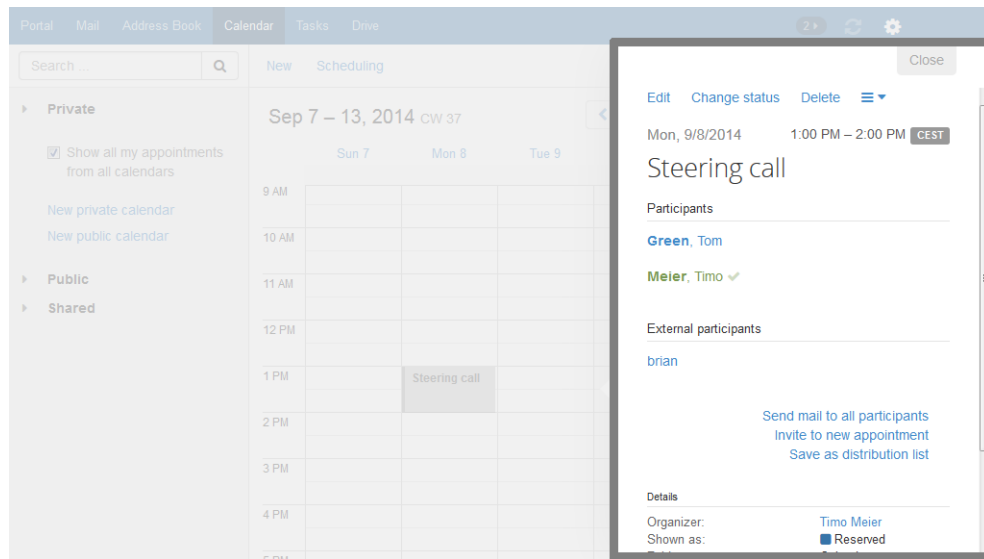 Portal Mail Address Book Calendar Tasks Drive 2
Search ...
New Scheduling
Private
Show all my appointments
from all calendars
New private calendar
New public calendar
Public
Shared
Sep 7 – 13, 2014 CW 37
Sun 7 Mon 8 Tue 9
9 AM
10 AM
11 AM
12 PM
1 PM
Steering call
2 PM
3 PM
4 PM
5 PM
Close
Edit Change status Delete
Mon, 9/8/2014 1:00 PM – 2:00 PM CEST
Steering call
Participants
Green, Tom
Meier, Timo
External participants
brian
Send mail to all participants
Invite to new appointment
Save as distribution list
Details
Organizer: Timo Meier
Shown as: Reserved